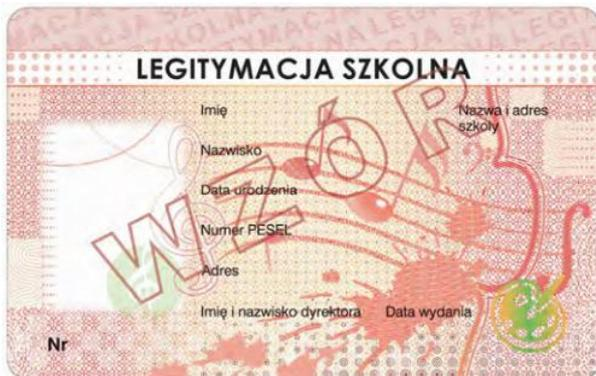 LEGITYMACJA SZKOLNA
Imię
Nazwa i adres
szkoły
Nazwisko
Data urodzenia
Numer PESEL
Adres
Imię i nazwisko dyrektora Data wydania
Nr
WZÓR